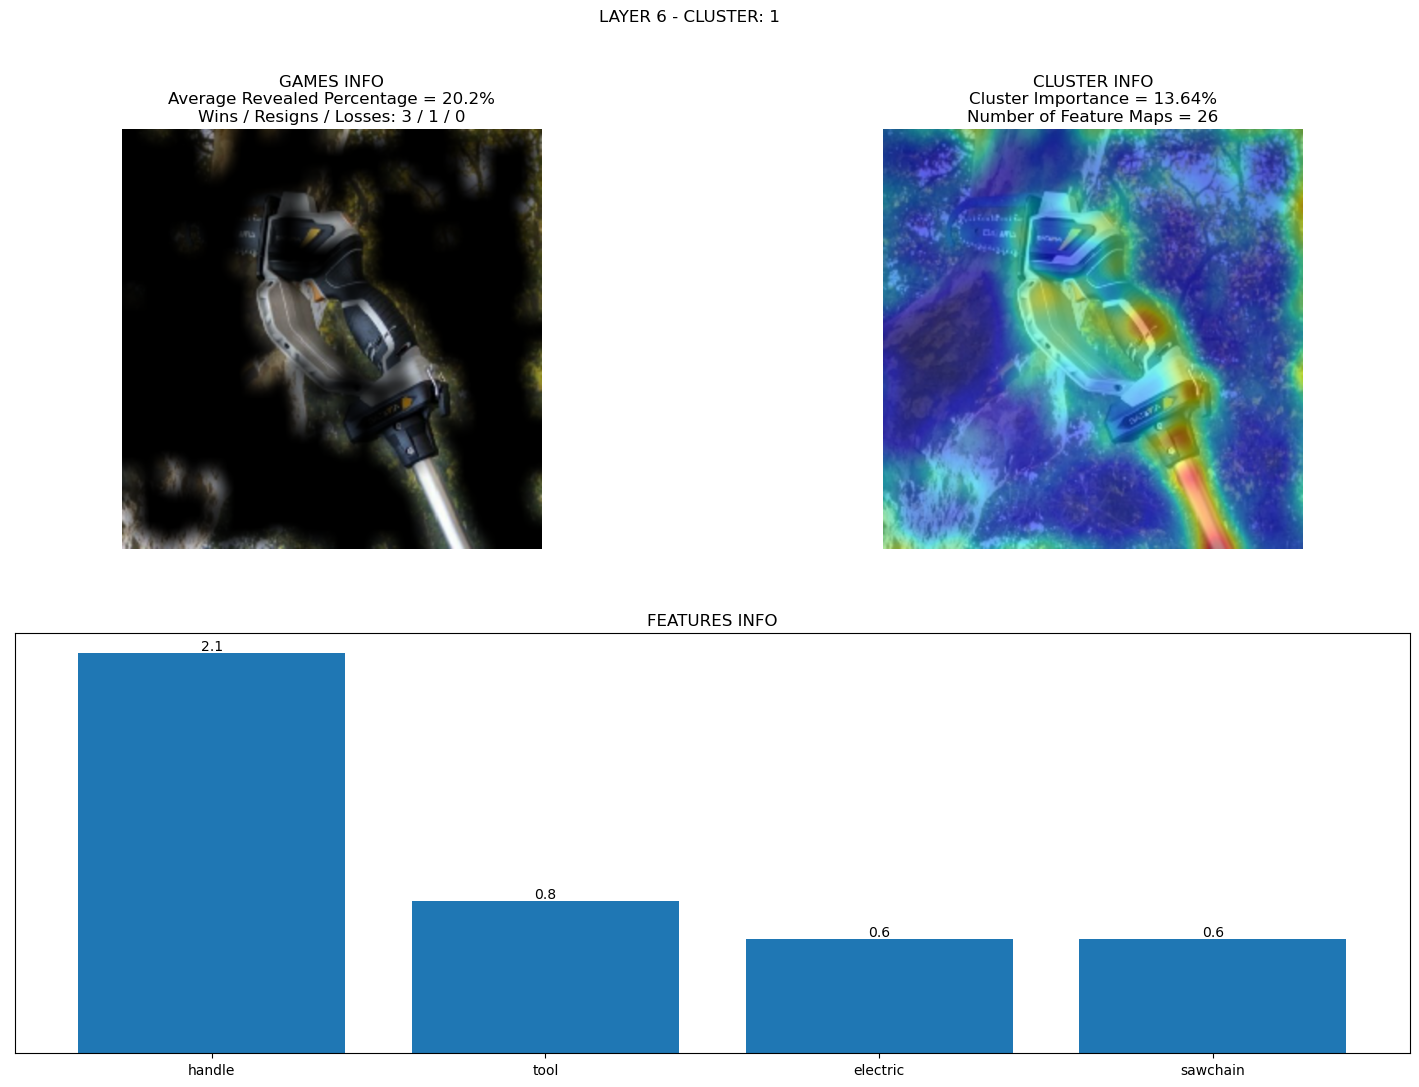 LAYER 6 - CLUSTER: 1
GAMES INFO
Average Revealed Percentage = 20.2%
Wins / Resigns / Losses: 3 / 1 / 0
CLUSTER INFO
Cluster Importance = 13.64%
Number of Feature Maps = 26
FEATURES INFO
2.1
0.8
0.6
0.6
handle
tool
electric
sawchain